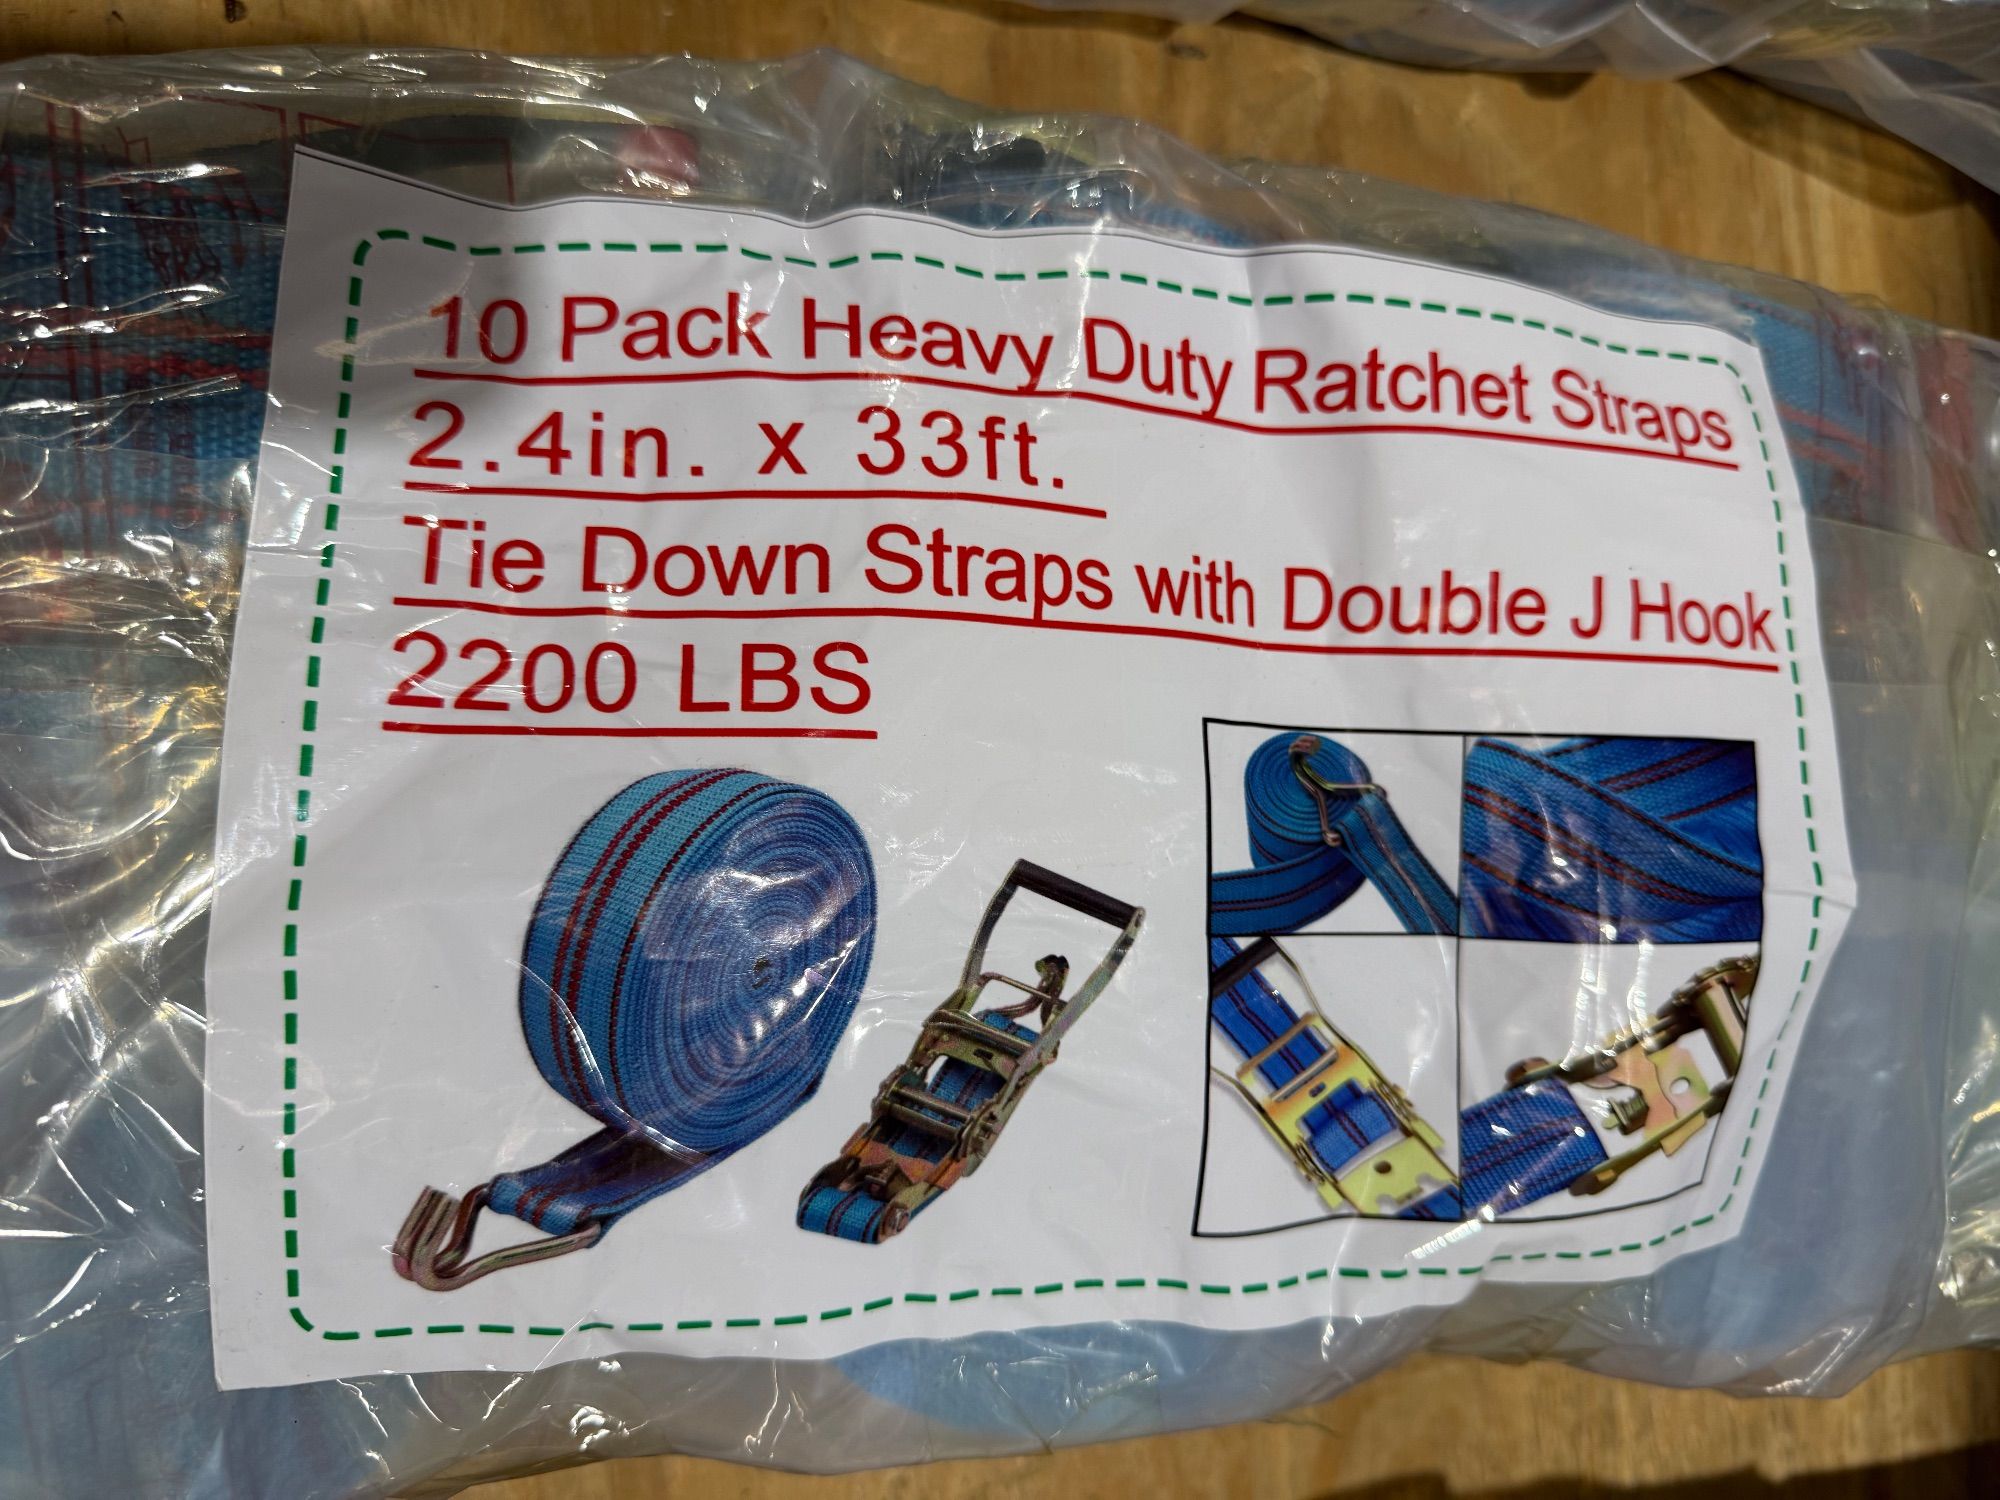 10 Pack Heavy Duty Ratchet Straps
2.4in. x 33ft.
Tie Down Straps with Double J Hook
2200 LBS